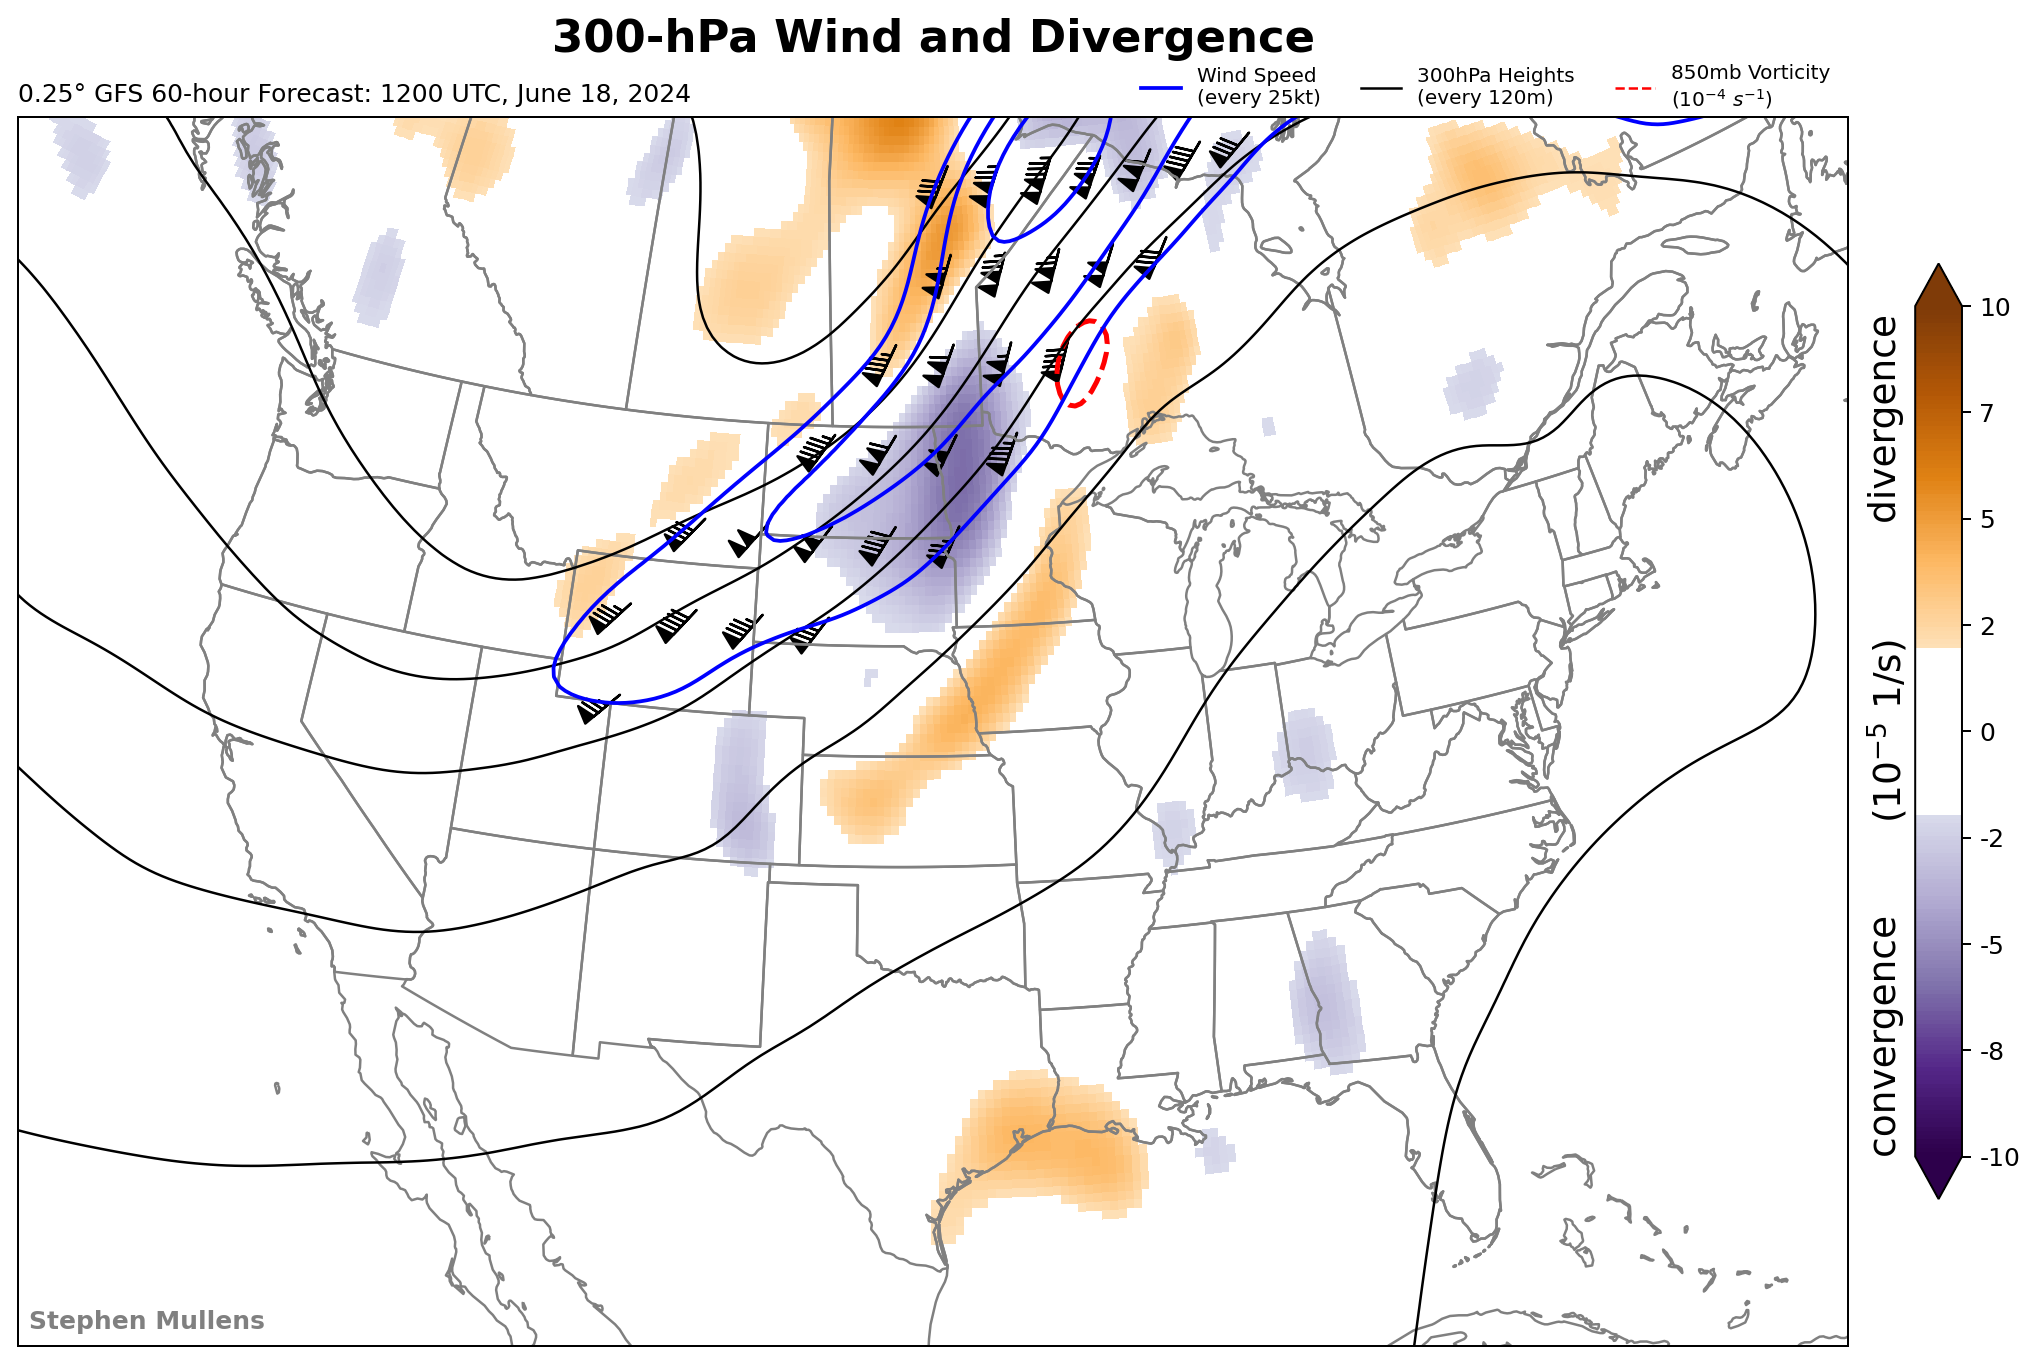 300-hPa Wind and Divergence
0.25° GFS 60-hour Forecast: 1200 UTC, June 18, 2024
Wind Speed
(every 25kt)
300hPa Heights
(every 120m)
850mb Vorticity
(10⁻⁴ s⁻¹)
10
7
5
2
0
-2
-5
-8
-10
convergence (10⁻⁵ 1/s) divergence
Stephen Mullens